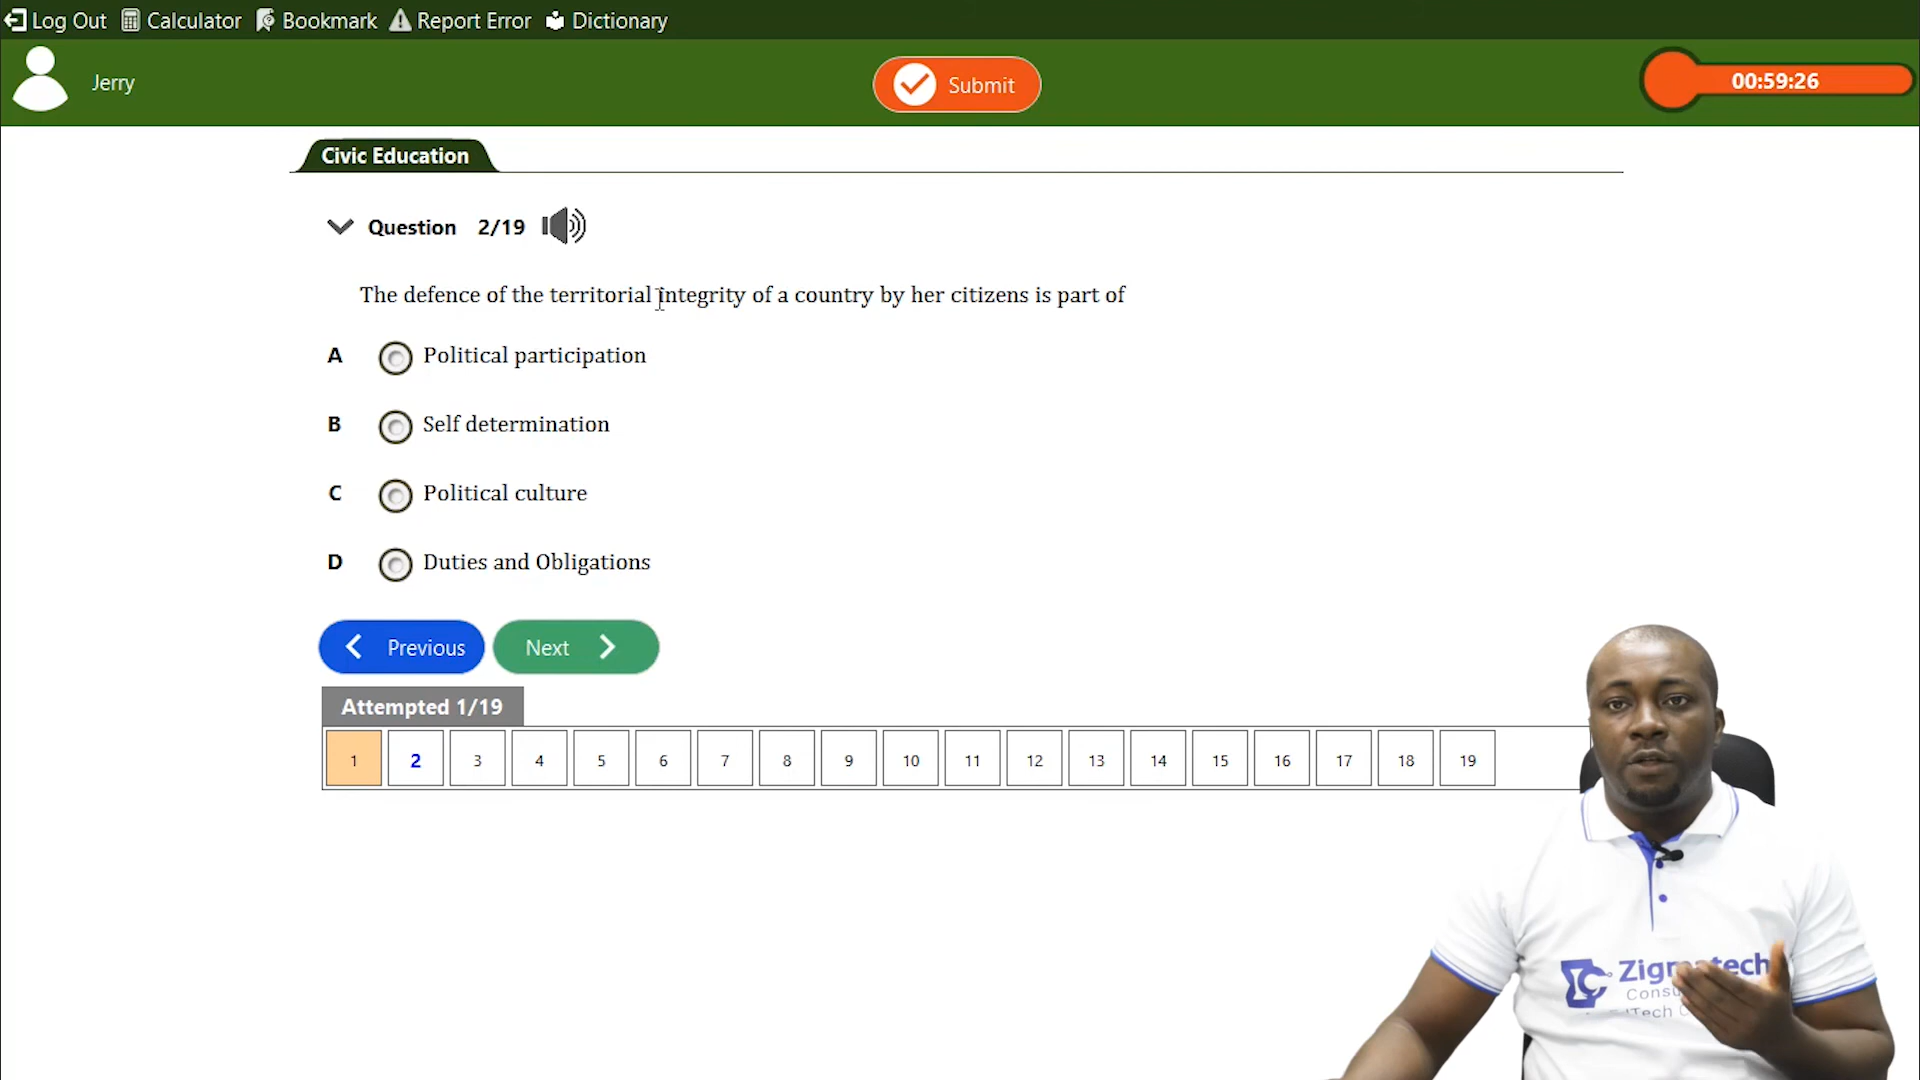 Log Out Calculator Bookmark Report Error Dictionary
Jerry
Submit
00:59:26
Civic Education
Question 2/19
The defence of the territorial integrity of a country by her citizens is part of
A Political participation
B Self determination
C Political culture
D Duties and Obligations
Previous Next
Attempted 1/19
1 2 3 4 5 6 7 8 9 10 11 12 13 14 15 16 17 18 19